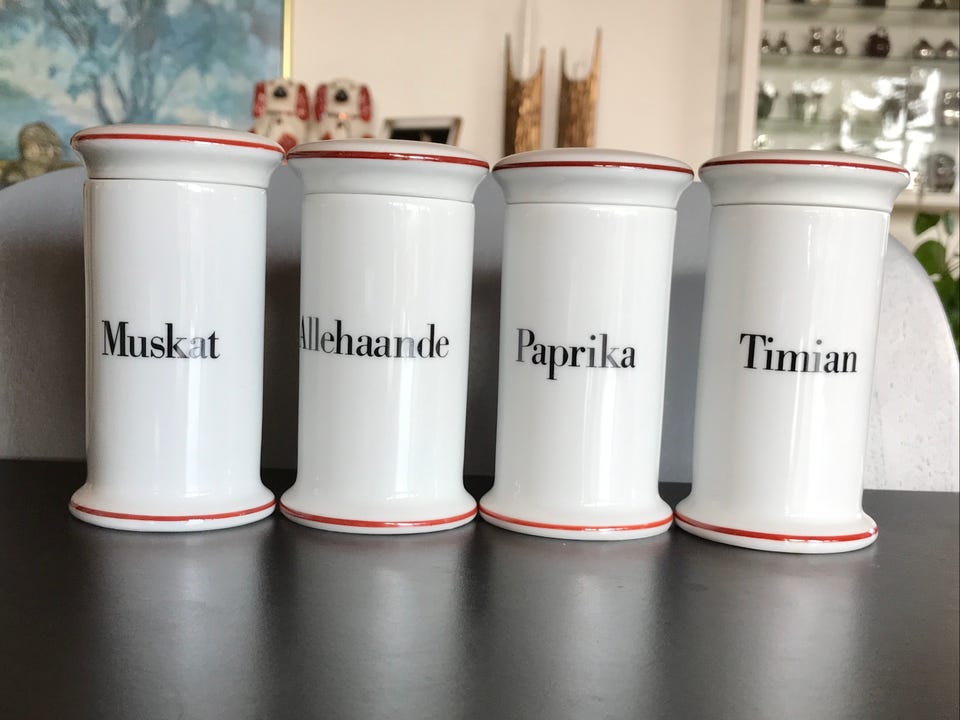 Muskat
Allehaande
Paprika
Timian